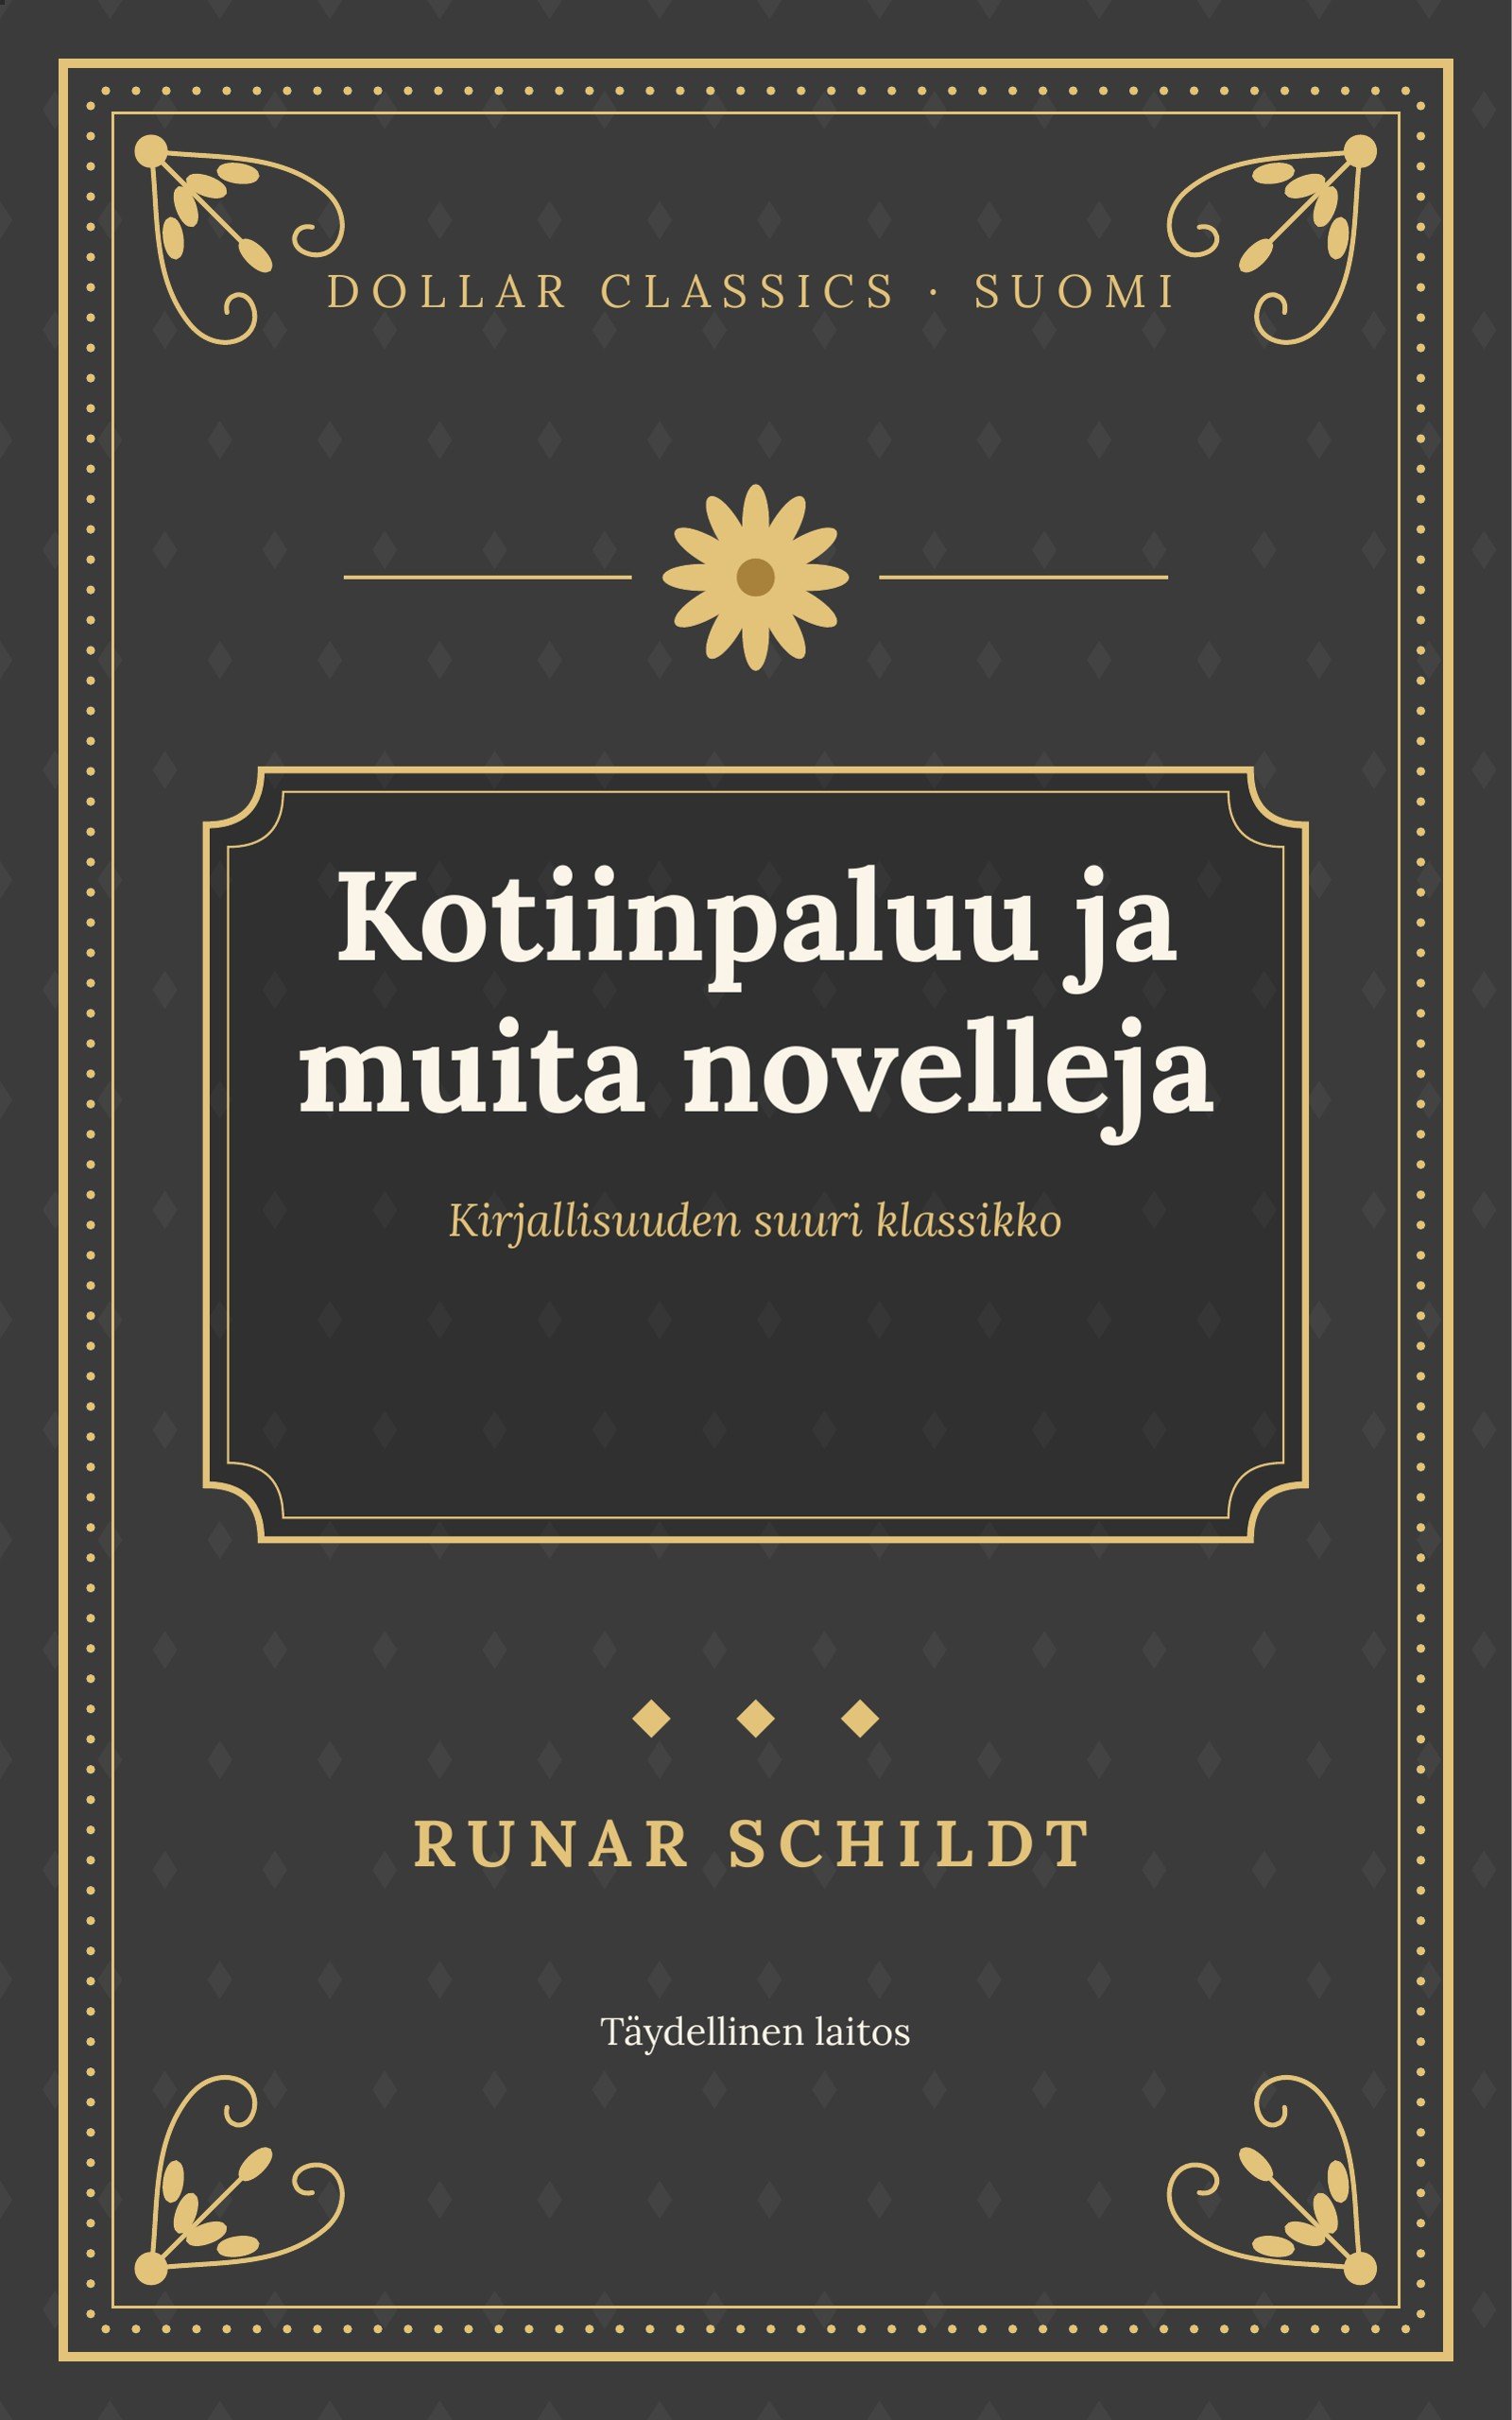 DOLLAR CLASSICS · SUOMI
Kotiinpaluu ja
muita novelleja
Kirjallisuuden suuri klassikko
RUNAR SCHILDT
Täydellinen laitos